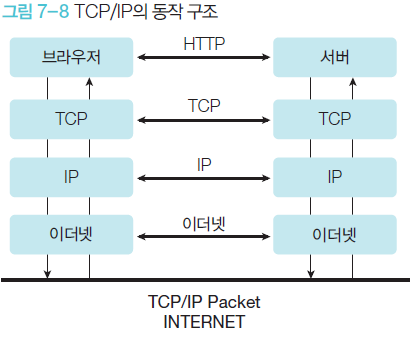 그림 7-8 TCP/IP의 동작 구조
브라우저 HTTP 서버
TCP TCP TCP
IP IP IP
이더넷 이더넷 이더넷
TCP/IP Packet
INTERNET